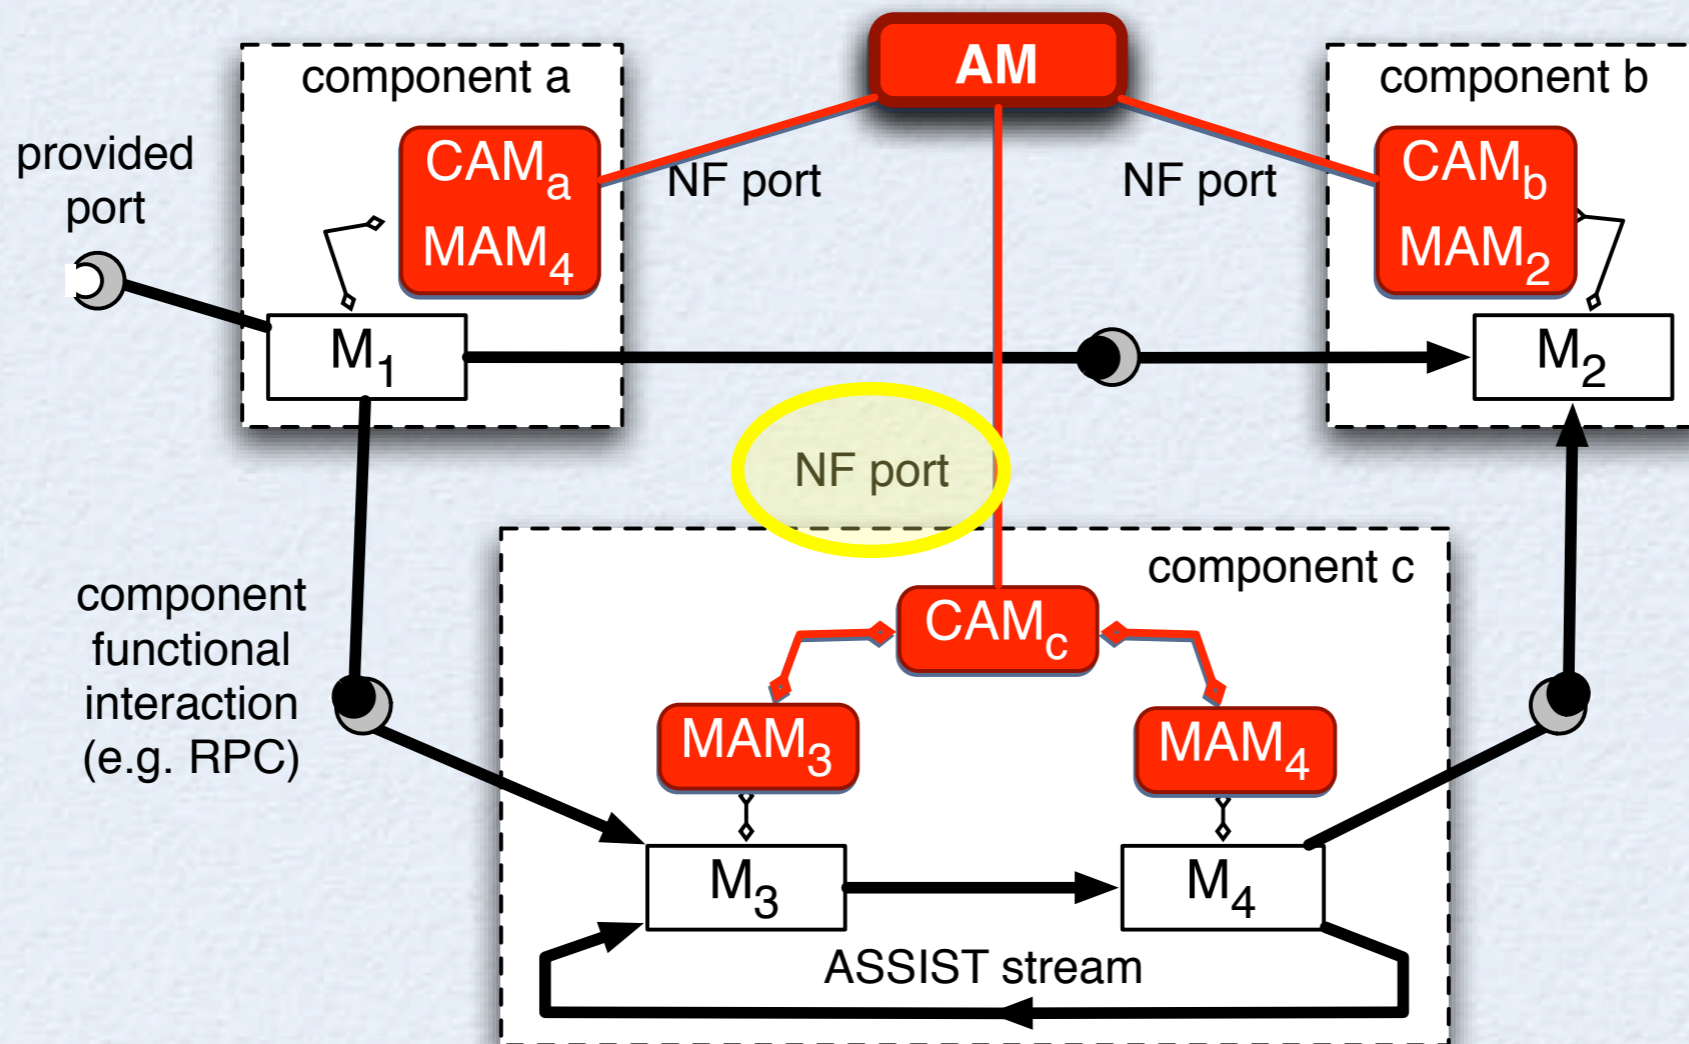 AM
component a
component b
provided
port
CAMa
MAM4
NF port
NF port
CAMb
MAM2
M1
M2
NF port
component c
component
functional
interaction
(e.g. RPC)
CAMc
MAM3
MAM4
M3
M4
ASSIST stream